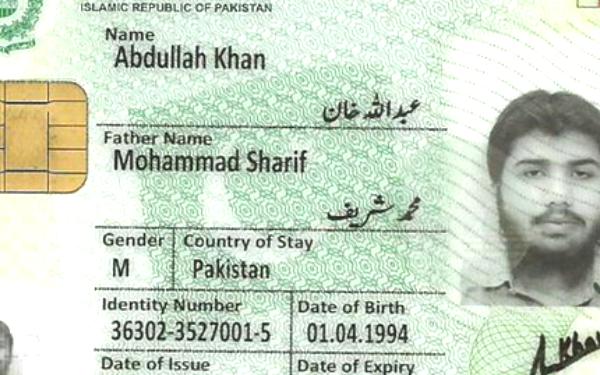 ISLAMIC REPUBLIC OF PAKISTAN
Name
Abdullah Khan
عبداللہ خان
Father Name
Mohammad Sharif
محمد شریف
Gender Country of Stay
M Pakistan
Identity Number Date of Birth
36302-3527001-5 01.04.1994
Date of Issue Date of Expiry
Khan